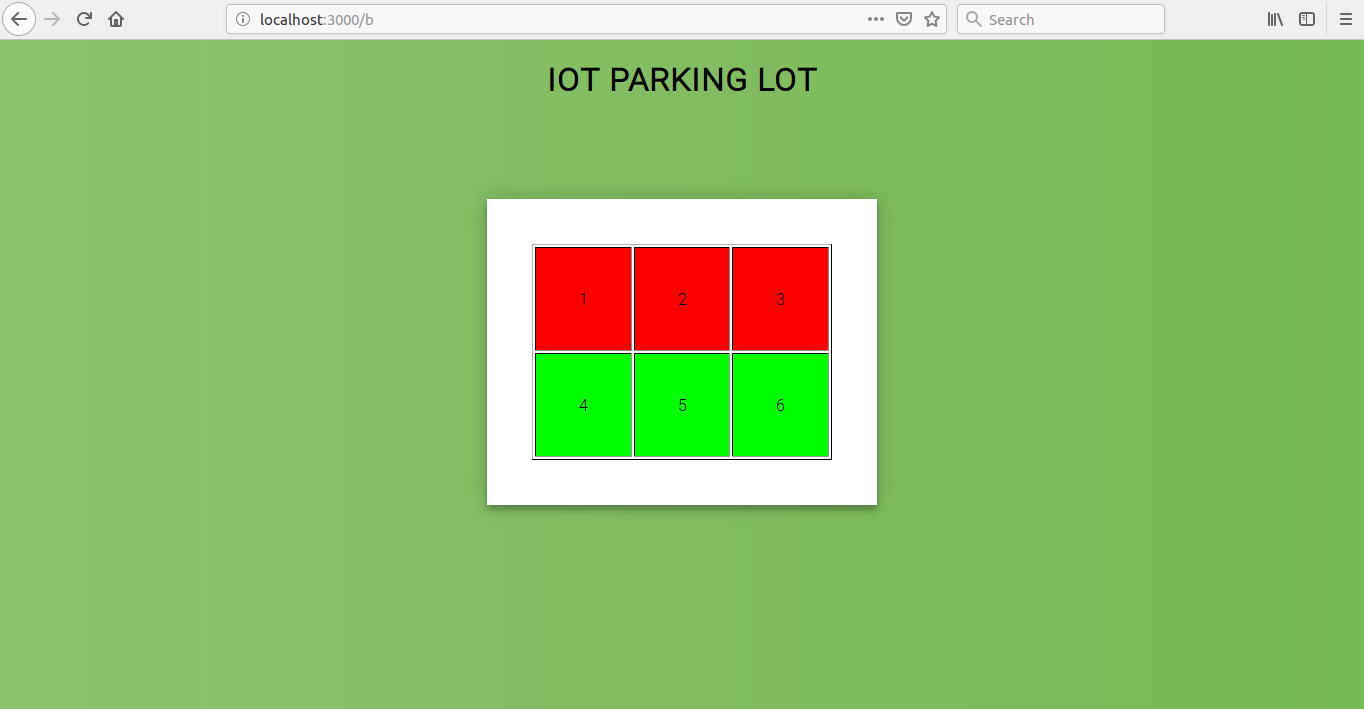 localhost:3000/b
Search
IOT PARKING LOT
1 2 3
4 5 6